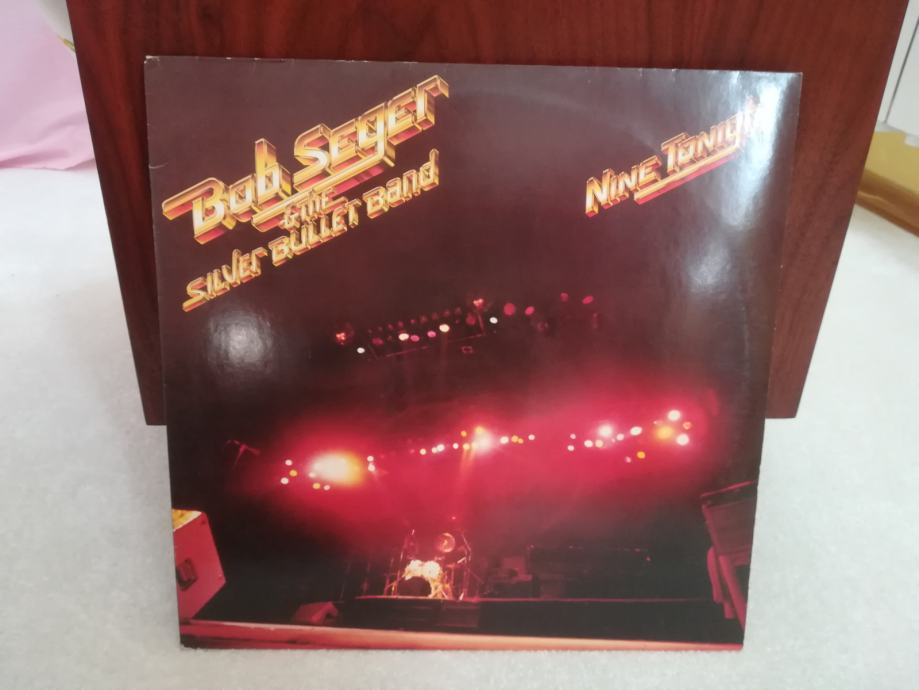 Bob Seger
& THE
SILVER BULLET Band
NINE TONIGHT